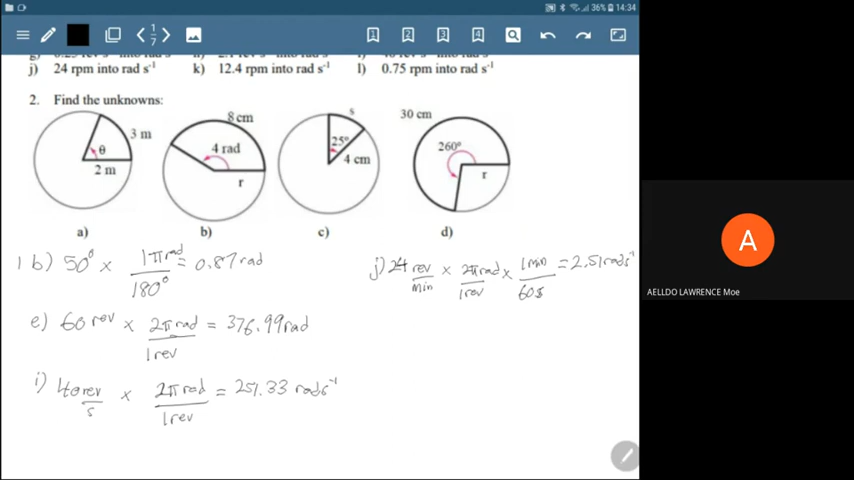 36% 14:34
1
7
1 2 3 4
j) 24 rpm into rad s⁻¹ k) 12.4 rpm into rad s⁻¹ l) 0.75 rpm into rad s⁻¹
2. Find the unknowns:
3 m
θ
2 m
a)
8 cm
4 rad
r
b)
s
25°
4 cm
c)
30 cm
260°
r
d)
1 b) 50° × 1π rad / 180° = 0.87 rad
e) 60 rev × 2π rad / 1 rev = 376.99 rad
i) 40 rev / s × 2π rad / 1 rev = 251.33 rads⁻¹
j) 24 rev / min × 2π rad / 1 rev × 1 min / 60 s = 2.51 rads⁻¹
A
AELLDO LAWRENCE Moe